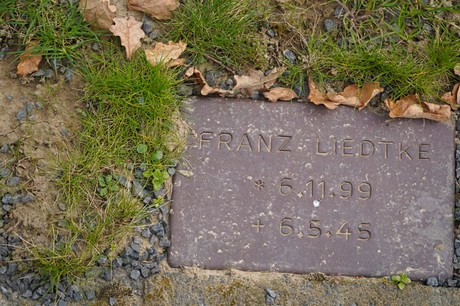 FRANZ LIEDTKE
* 6.11.99
+ 6.5.45